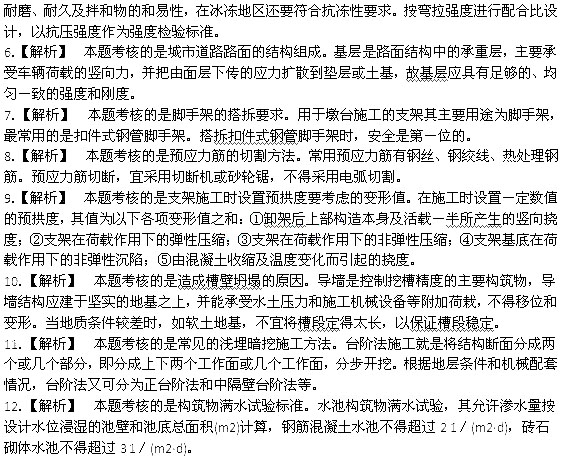 耐磨、耐久及拌和物的和易性，在冰冻地区还要符合抗冻性要求。按弯拉强度进行配合比设
计，以抗压强度作为强度检验标准。
6.【解析】　本题考核的是城市道路路面的结构组成。基层是路面结构中的承重层，主要承
受车辆荷载的竖向力，并把由面层下传的应力扩散到垫层或土基，故基层应具有足够的、均
匀一致的强度和刚度。
7.【解析】　本题考核的是脚手架的搭拆要求。用于墩台施工的支架其主要用途为脚手架，
最常用的是扣件式钢管脚手架。搭拆扣件式钢管脚手架时，安全是第一位的。
8.【解析】　本题考核的是预应力筋的切割方法。常用预应力筋有钢丝、钢绞线、热处理钢
筋。预应力筋切断，宜采用切断机或砂轮锯，不得采用电弧切割。
9.【解析】　本题考核的是支架施工时设置预拱度要考虑的变形值。在施工时设置一定数值
的预拱度，其值为以下各项变形值之和：①卸架后上部构造本身及活载一半所产生的竖向挠
度；②支架在荷载作用下的弹性压缩；③支架在荷载作用下的非弹性压缩；④支架基底在荷
载作用下的非弹性沉陷；⑤由混凝土收缩及温度变化而引起的挠度。
10.【解析】　本题考核的是造成槽壁坍塌的原因。导墙是控制挖槽精度的主要构筑物，导
墙结构应建于坚实的地基之上，并能承受水土压力和施工机械设备等附加荷载，不得移位和
变形。当地质条件较差时，如软土地基，不宜将槽段定得太长，以保证槽段稳定。
11.【解析】　本题考核的是常见的浅埋暗挖施工方法。台阶法施工就是将结构断面分成两
个或几个部分，即分成上下两个工作面或几个工作面，分步开挖。根据地层条件和机械配套
情况，台阶法又可分为正台阶法和中隔壁台阶法等。
12.【解析】　本题考核的是构筑物满水试验标准。水池构筑物满水试验，其允许渗水量按
设计水位浸湿的池壁和池底总面积(m2)计算，钢筋混凝土水池不得超过 2 1／(m2·d)，砖石
砌体水池不得超过 3 1／(m2·d)。